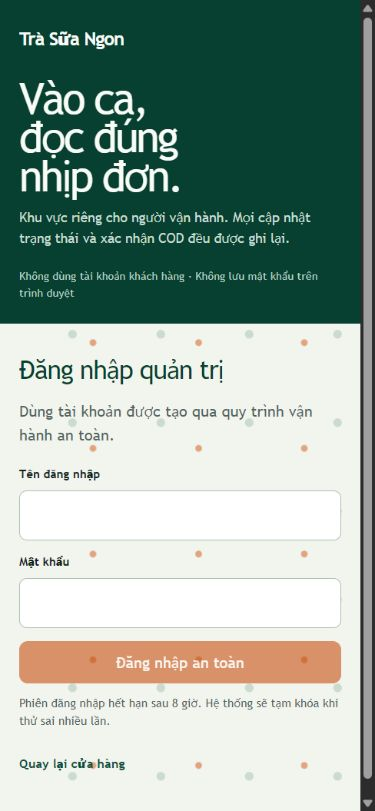 Trà Sữa Ngon
Vào ca,
đọc đúng
nhịp đơn.
Khu vực riêng cho người vận hành. Mọi cập nhật
trạng thái và xác nhận COD đều được ghi lại.
Không dùng tài khoản khách hàng · Không lưu mật khẩu trên
trình duyệt
Đăng nhập quản trị
Dùng tài khoản được tạo qua quy trình vận
hành an toàn.
Tên đăng nhập
Mật khẩu
Đăng nhập an toàn
Phiên đăng nhập hết hạn sau 8 giờ. Hệ thống sẽ tạm khóa khi
thử sai nhiều lần.
Quay lại cửa hàng